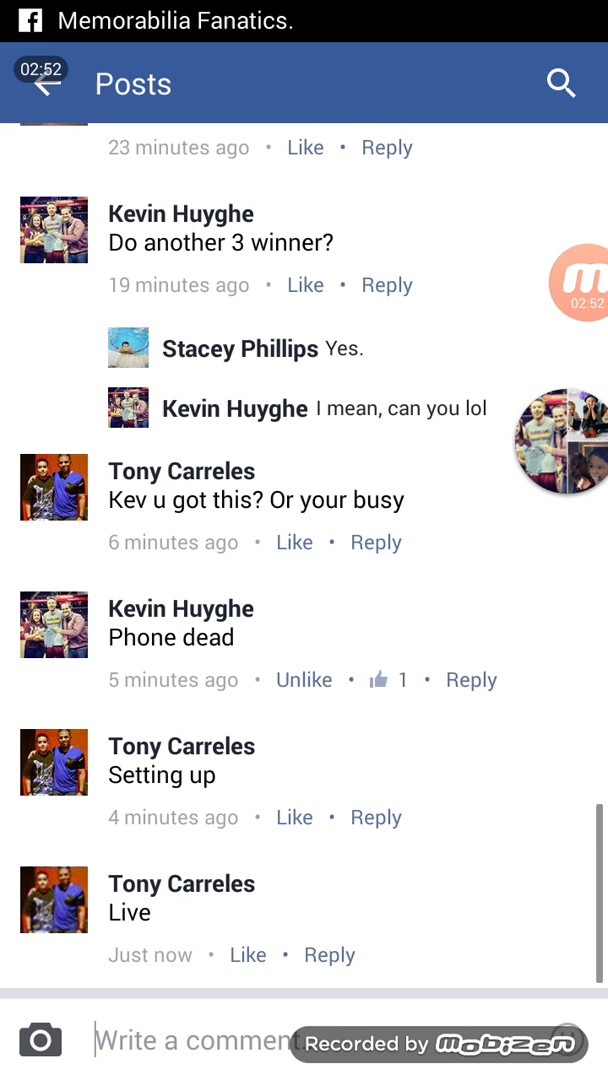 Memorabilia Fanatics.
02:52
Posts
23 minutes ago • Like • Reply
Kevin Huyghe
Do another 3 winner?
19 minutes ago • Like • Reply
02:52
Stacey Phillips Yes.
Kevin Huyghe I mean, can you lol
Tony Carreles
Kev u got this? Or your busy
6 minutes ago • Like • Reply
Kevin Huyghe
Phone dead
5 minutes ago • Unlike • 1 • Reply
Tony Carreles
Setting up
4 minutes ago • Like • Reply
Tony Carreles
Live
Just now • Like • Reply
Write a comment.
Recorded by mobizen